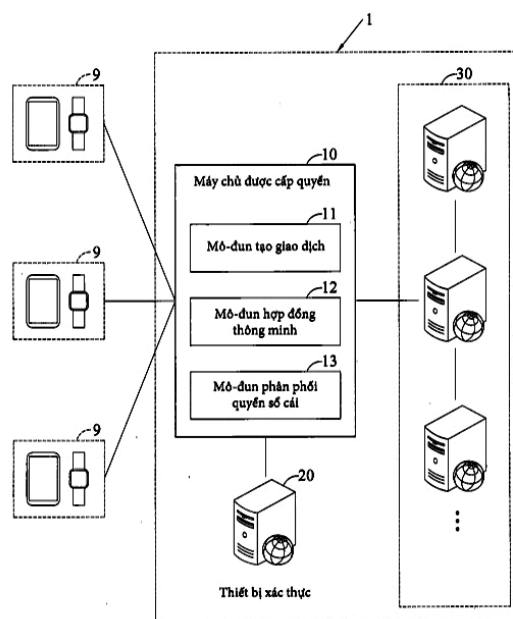 1
9
30
10
Máy chủ được cấp quyền
11
Mô-đun tạo giao dịch
9
12
Mô-đun hợp đồng
thông minh
13
Mô-đun phân phối
quyền sổ cái
9
20
Thiết bị xác thực